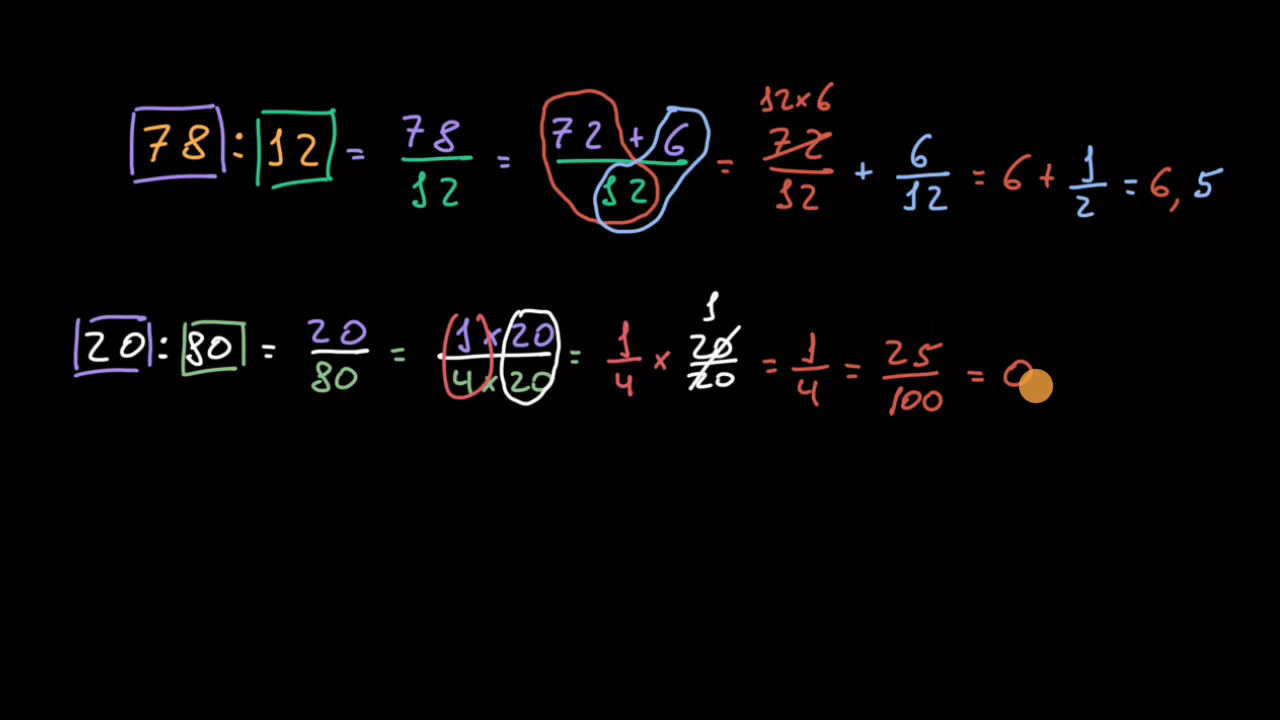 78 : 12 = 78/12 = (72 + 6)/12 = 12×6 72/12 + 6/12 = 6 + 1/2 = 6,5
20 : 80 = 20/80 = (1 × 20)/(4 × 20) = 1/4 × 1 20/20 = 1/4 = 25/100 = 0